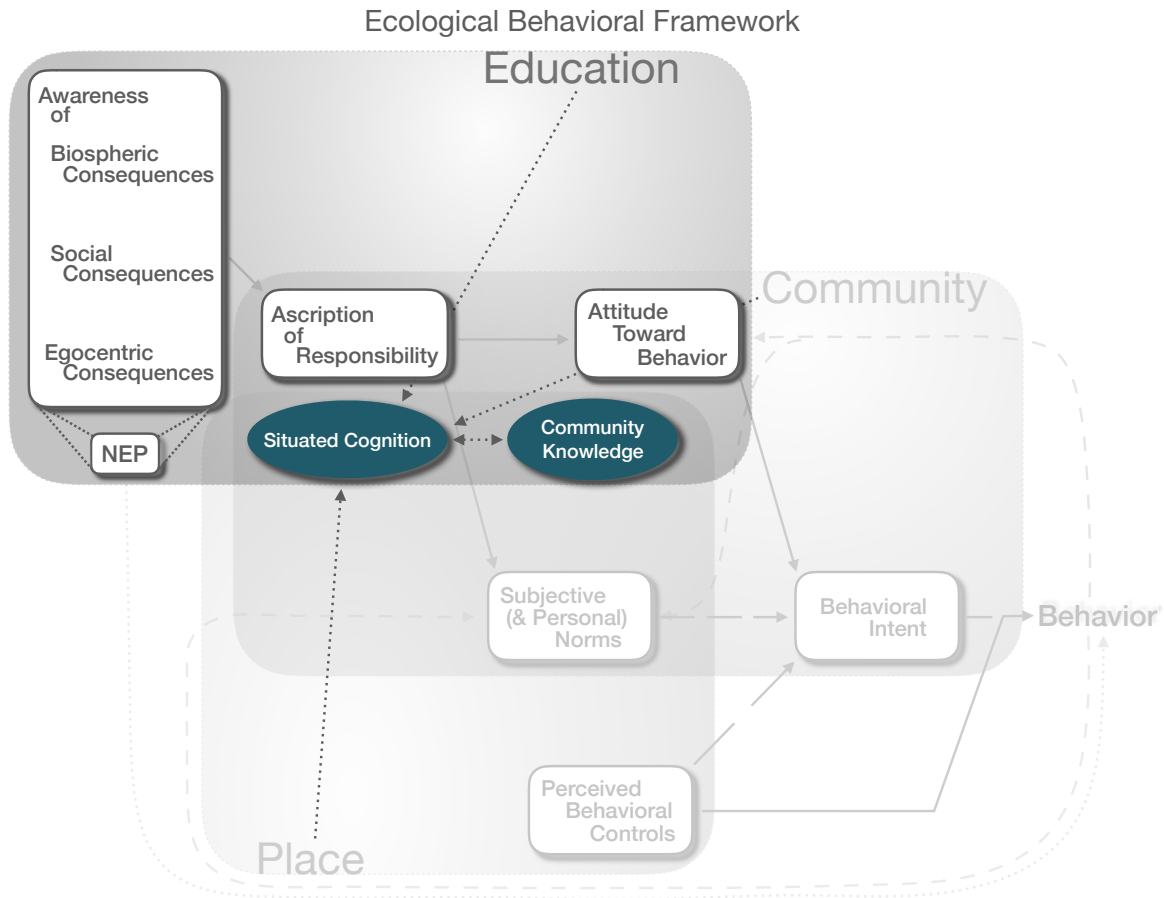 Ecological Behavioral Framework
Education
Awareness
of
Biospheric
Consequences
Social
Consequences
Egocentric
Consequences
NEP
Community
Ascription
of
Responsibility
Attitude
Toward
Behavior
Situated Cognition
Community
Knowledge
Subjective
(& Personal)
Norms
Behavioral
Intent
Behavior
Perceived
Behavioral
Controls
Place